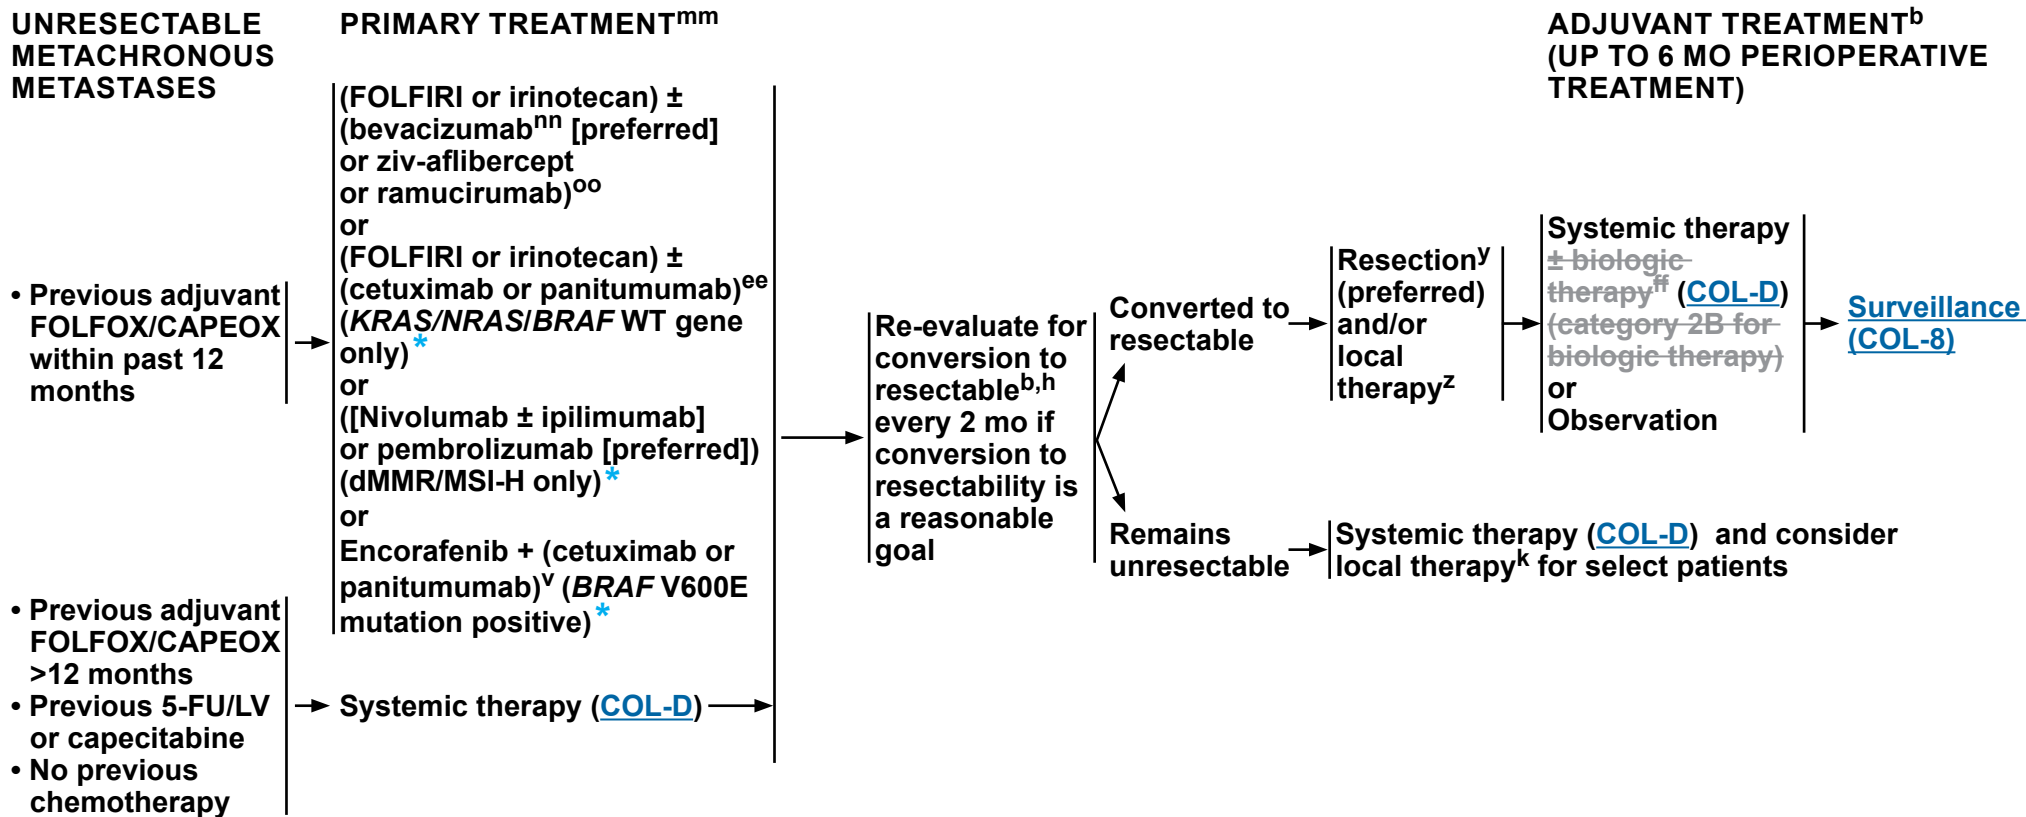 UNRESECTABLE
METACHRONOUS
METASTASES
PRIMARY TREATMENTmm
ADJUVANT TREATMENTb
(UP TO 6 MO PERIOPERATIVE
TREATMENT)
• Previous adjuvant
FOLFOX/CAPEOX
within past 12
months
(FOLFIRI or irinotecan) ±
(bevacizumabnn [preferred]
or ziv-aflibercept
or ramucirumab)oo
or
(FOLFIRI or irinotecan) ±
(cetuximab or panitumumab)ee
(KRAS/NRAS/BRAF WT gene
only)*
or
([Nivolumab ± ipilimumab]
or pembrolizumab [preferred])
(dMMR/MSI-H only)*
or
Encorafenib + (cetuximab or
panitumumab)v (BRAF V600E
mutation positive)*
• Previous adjuvant
FOLFOX/CAPEOX
>12 months
• Previous 5-FU/LV
or capecitabine
• No previous
chemotherapy
Systemic therapy (COL-D)
Re-evaluate for
conversion to
resectableb,h
every 2 mo if
conversion to
resectability is
a reasonable
goal
Converted to
resectable
Resectiony
(preferred)
and/or
local
therapyz
Systemic therapy
± biologic
therapyff (COL-D)
(category 2B for
biologic therapy)
or
Observation
Surveillance
(COL-8)
Remains
unresectable
Systemic therapy (COL-D) and consider
local therapyk for select patients